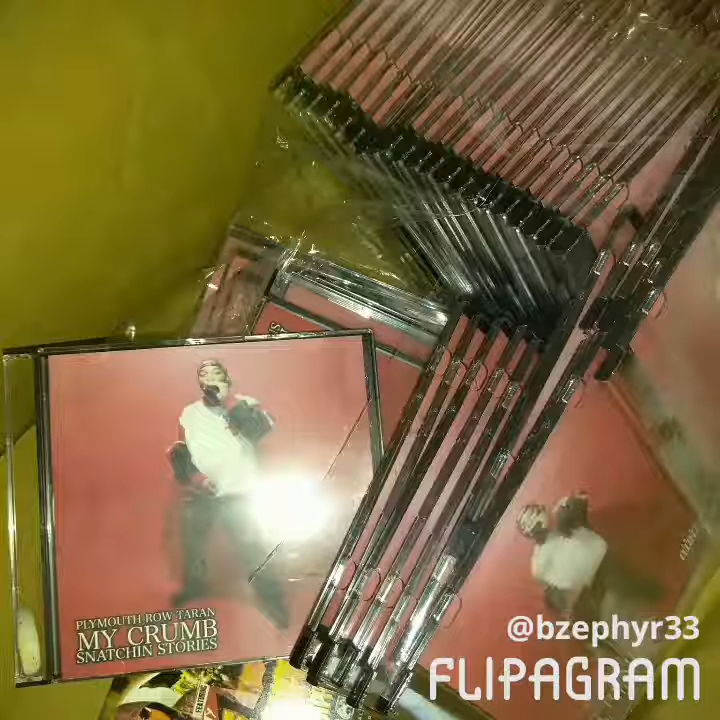 PLYMOUTH ROW TARAN
MY CRUMB
SNATCHIN STORIES
@bzephyr33
FLIPAGRAM